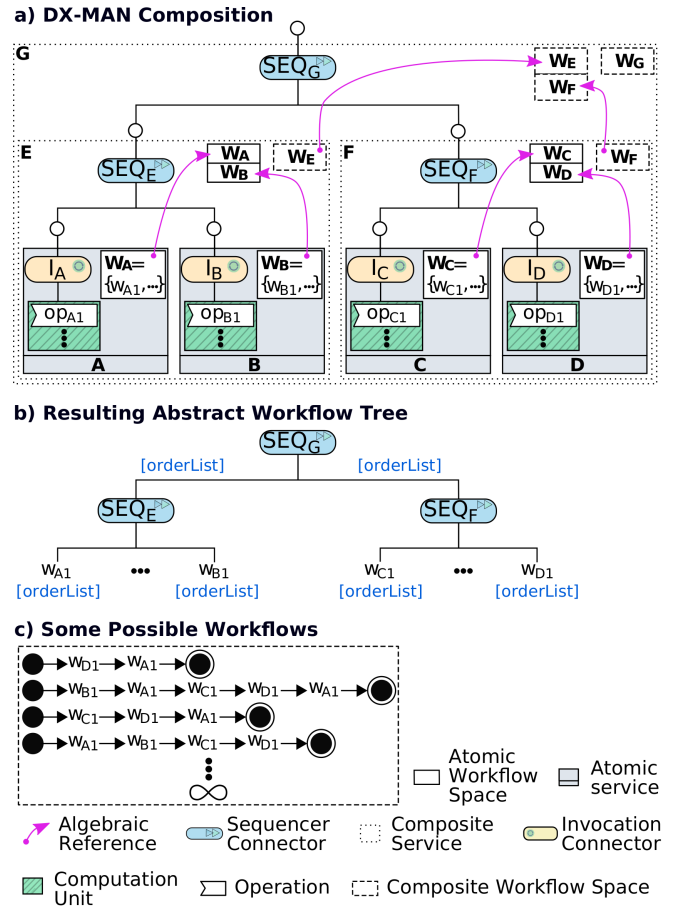 a) DX-MAN Composition
G
SEQG
WE
WG
WF
E
SEQE
WA
WB
WE
F
SEQF
WC
WD
WF
IA
WA=
{wA1,...}
opA1
A
IB
WB=
{wB1,...}
opB1
B
IC
WC=
{wC1,...}
opC1
C
ID
WD=
{wD1,...}
opD1
D
b) Resulting Abstract Workflow Tree
SEQG
[orderList] [orderList]
SEQE SEQF
wA1 ... wB1 wC1 ... wD1
[orderList] [orderList] [orderList] [orderList]
c) Some Possible Workflows
wD1 wA1
wB1 wA1 wC1 wD1 wA1
wC1 wD1 wA1
wA1 wB1 wC1 wD1
∞
Atomic
Workflow
Space
Atomic
service
Algebraic
Reference
Sequencer
Connector
Composite
Service
Invocation
Connector
Computation
Unit
Operation
Composite Workflow Space